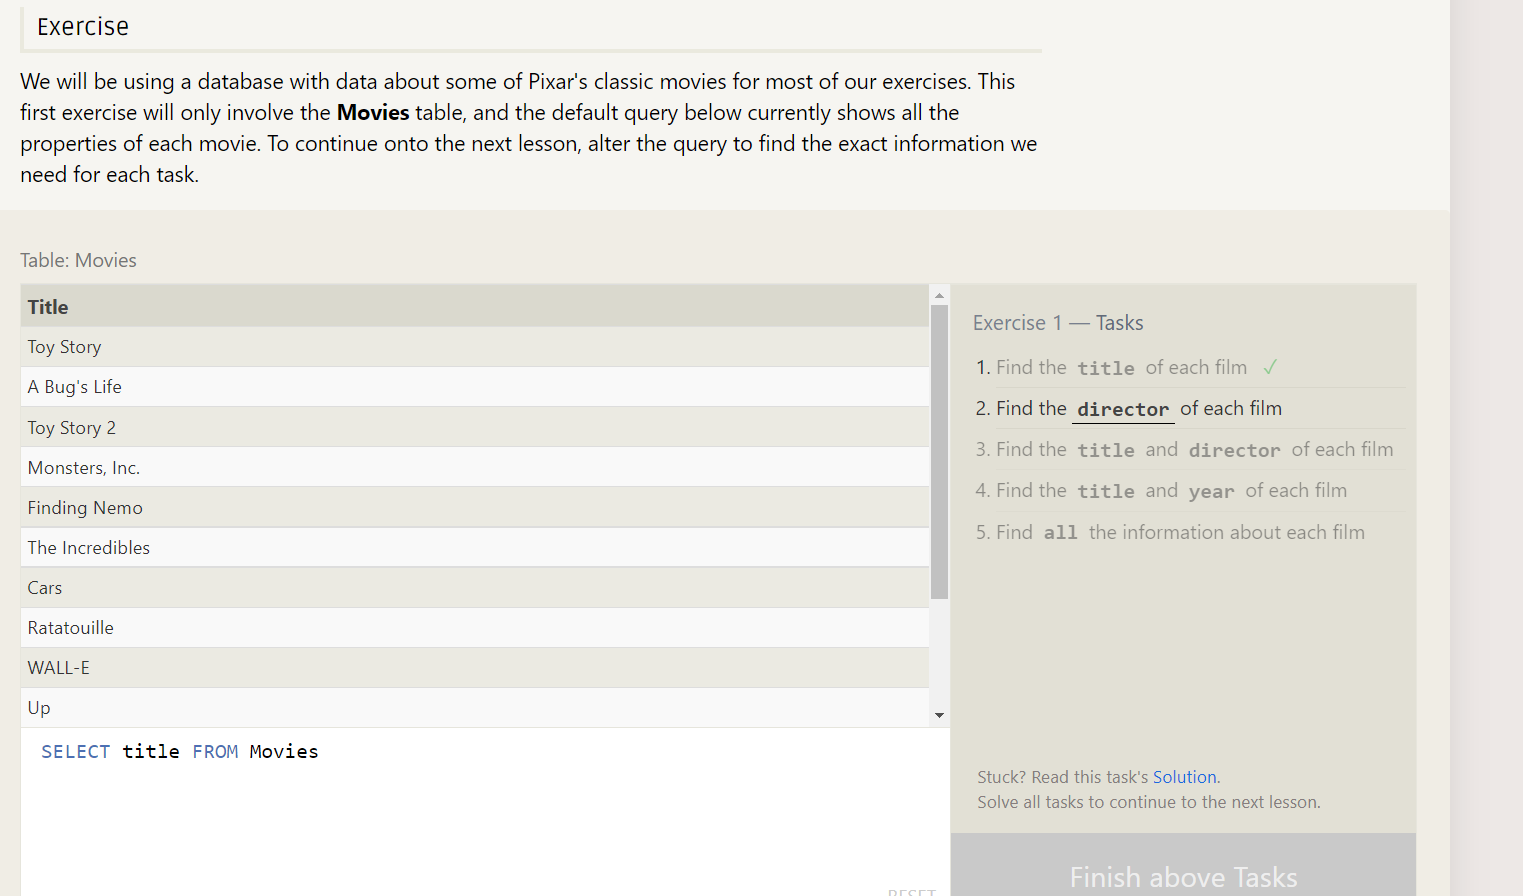 Exercise
We will be using a database with data about some of Pixar's classic movies for most of our exercises. This
first exercise will only involve the Movies table, and the default query below currently shows all the
properties of each movie. To continue onto the next lesson, alter the query to find the exact information we
need for each task.
Table: Movies
Title
Toy Story
A Bug's Life
Toy Story 2
Monsters, Inc.
Finding Nemo
The Incredibles
Cars
Ratatouille
WALL-E
Up
SELECT title FROM Movies
RESET
Exercise 1 — Tasks
1. Find the title of each film ✓
2. Find the director of each film
3. Find the title and director of each film
4. Find the title and year of each film
5. Find all the information about each film
Stuck? Read this task's Solution.
Solve all tasks to continue to the next lesson.
Finish above Tasks